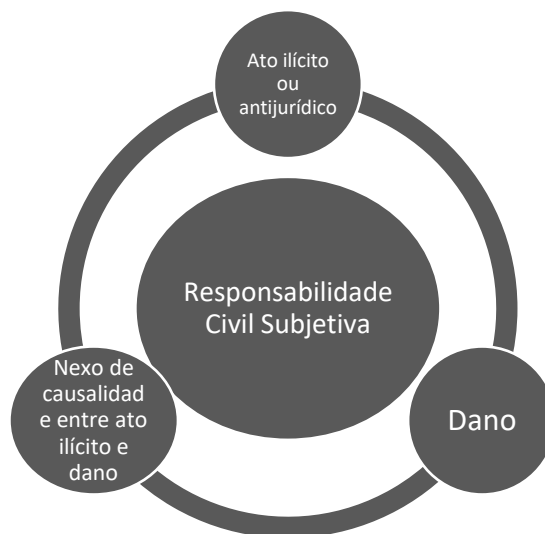 Ato ilícito
ou
antijurídico
Responsabilidade
Civil Subjetiva
Nexo de
causalidad
e entre ato
ilícito e
dano
Dano